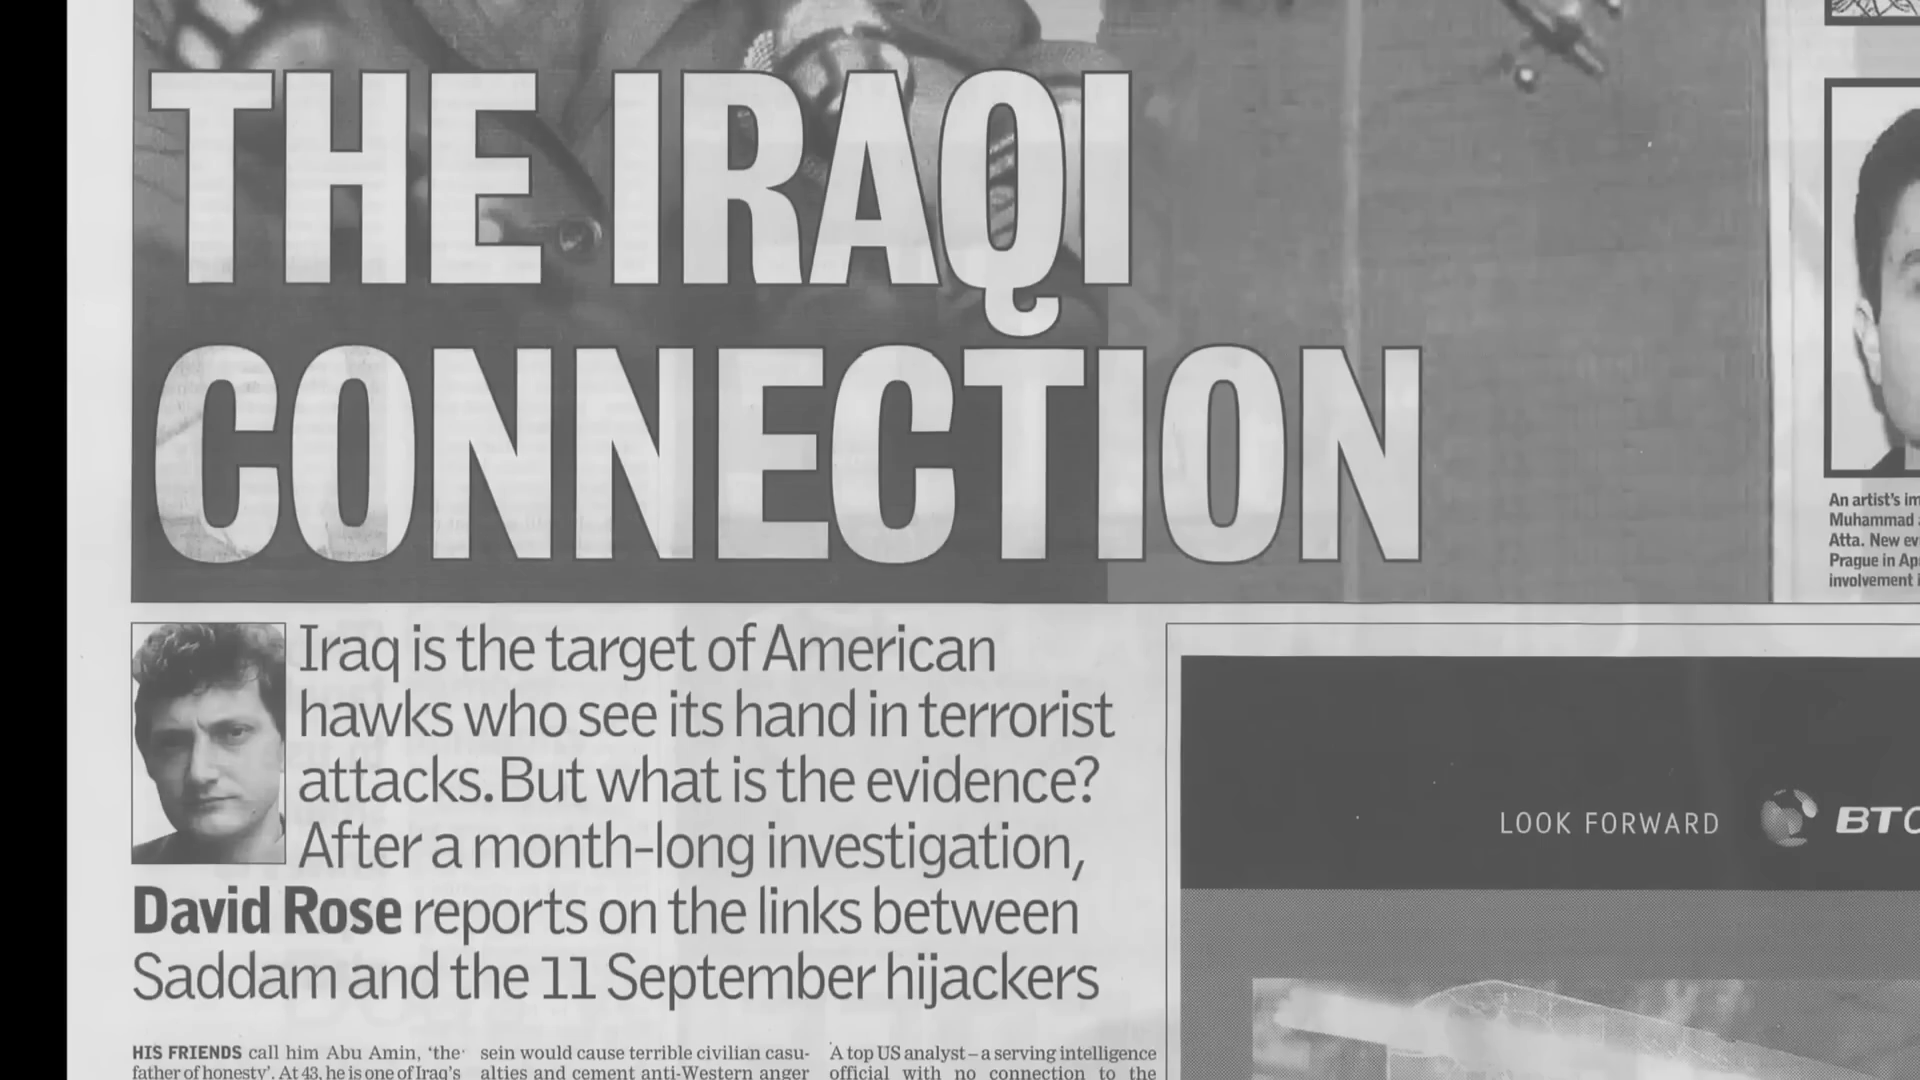 THE IRAQI
CONNECTION
An artist's im
Muhammad
Atta. New ev
Prague in Ap
involvement i
Iraq is the target of American
hawks who see its hand in terrorist
attacks. But what is the evidence?
After a month-long investigation,
David Rose reports on the links between
Saddam and the 11 September hijackers
LOOK FORWARD
BT
HIS FRIENDS call him Abu Amin, 'the
father of honesty'. At 43, he is one of Iraq's
sein would cause terrible civilian casu-
alties and cement anti-Western anger
A top US analyst – a serving intelligence
official with no connection to the